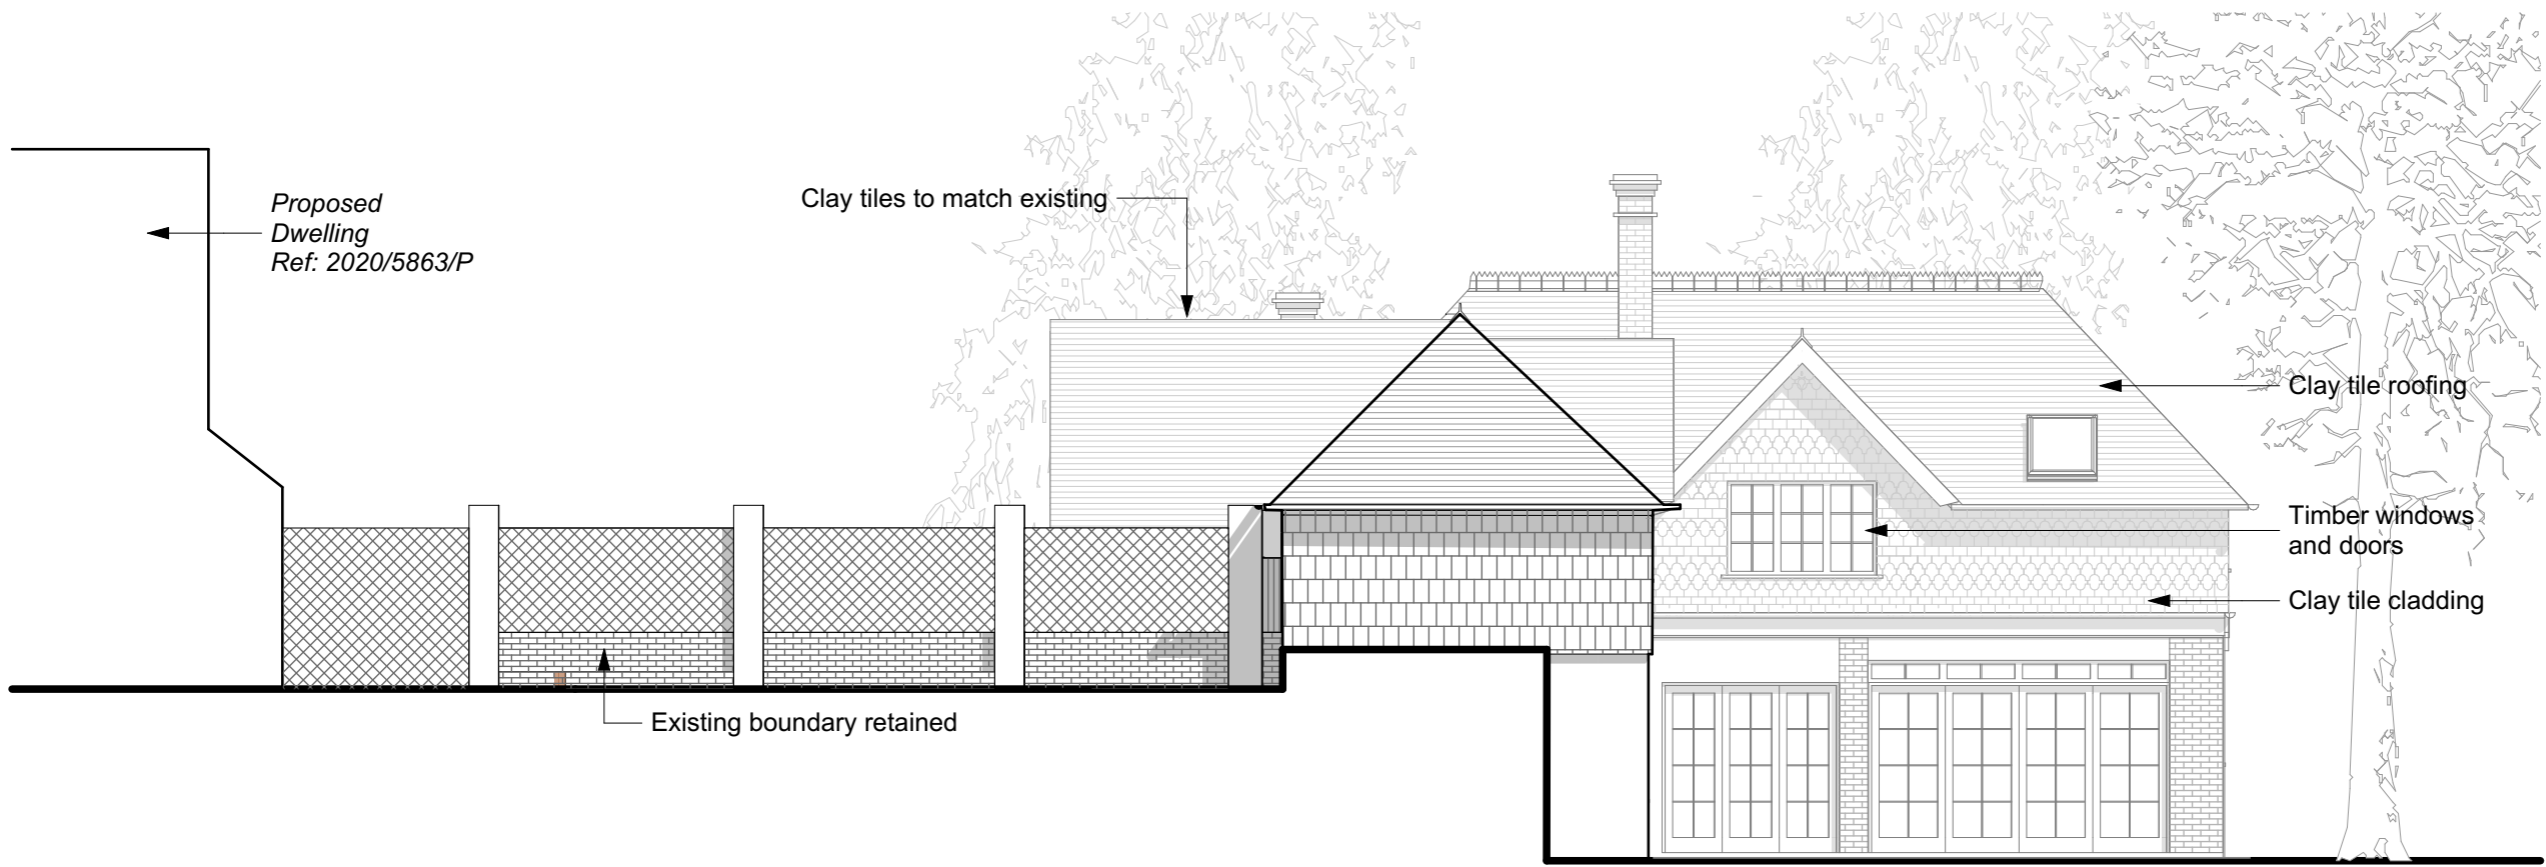 Proposed
Dwelling
Ref: 2020/5863/P
Clay tiles to match existing
Clay tile roofing
Timber windows
and doors
Clay tile cladding
Existing boundary retained